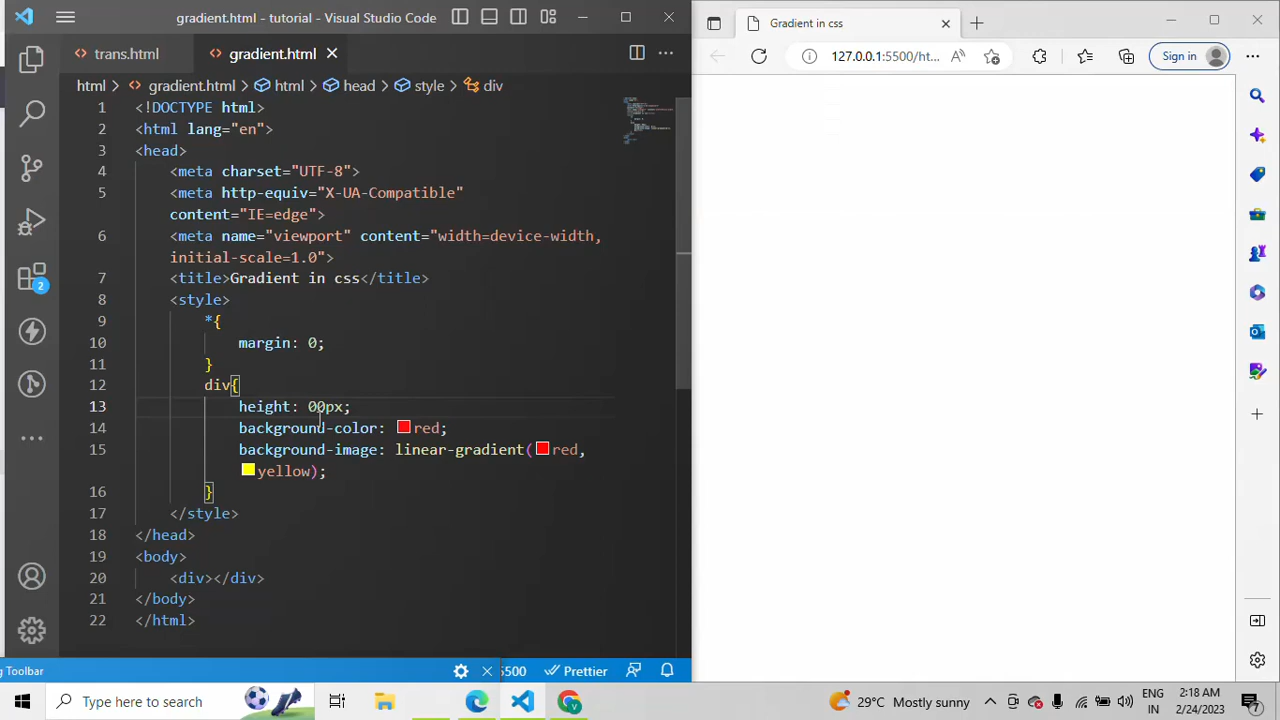 gradient.html - tutorial - Visual Studio Code
trans.html
gradient.html
html > gradient.html > html > head > style > div
1 <!DOCTYPE html>
2 <html lang="en">
3 <head>
4 <meta charset="UTF-8">
5 <meta http-equiv="X-UA-Compatible"
content="IE=edge">
6 <meta name="viewport" content="width=device-width,
initial-scale=1.0">
7 <title>Gradient in css</title>
8 <style>
9 *{
10 margin: 0;
11 }
12 div{
13 height: 00px;
14 background-color: red;
15 background-image: linear-gradient(red,
yellow);
16 }
17 </style>
18 </head>
19 <body>
20 <div></div>
21 </body>
22 </html>
2
g Toolbar
5500
Prettier
Gradient in css
127.0.0.1:5500/ht...
Sign in
Type here to search
29°C Mostly sunny
ENG
IN
2:18 AM
2/24/2023
7